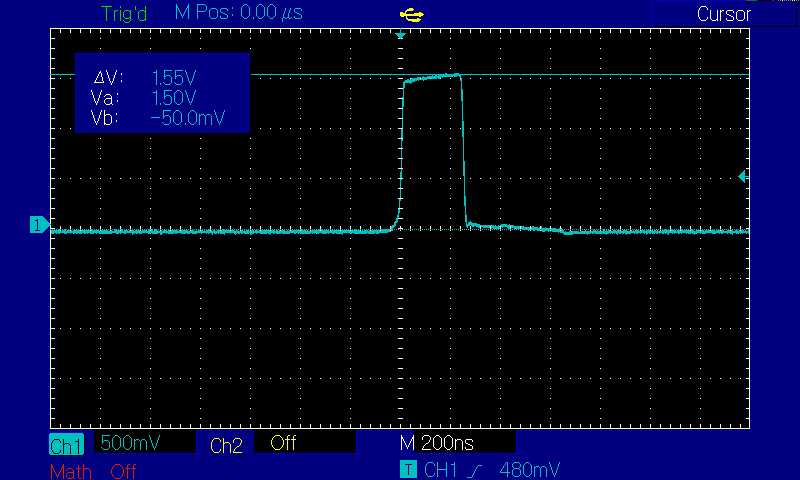 Trig'd M Pos: 0.00 μs Cursor
ΔV: 1.55V
Va: 1.50V
Vb: -50.0mV
1
Ch1 500mV Ch2 Off M 200ns
Math Off T CH1 480mV